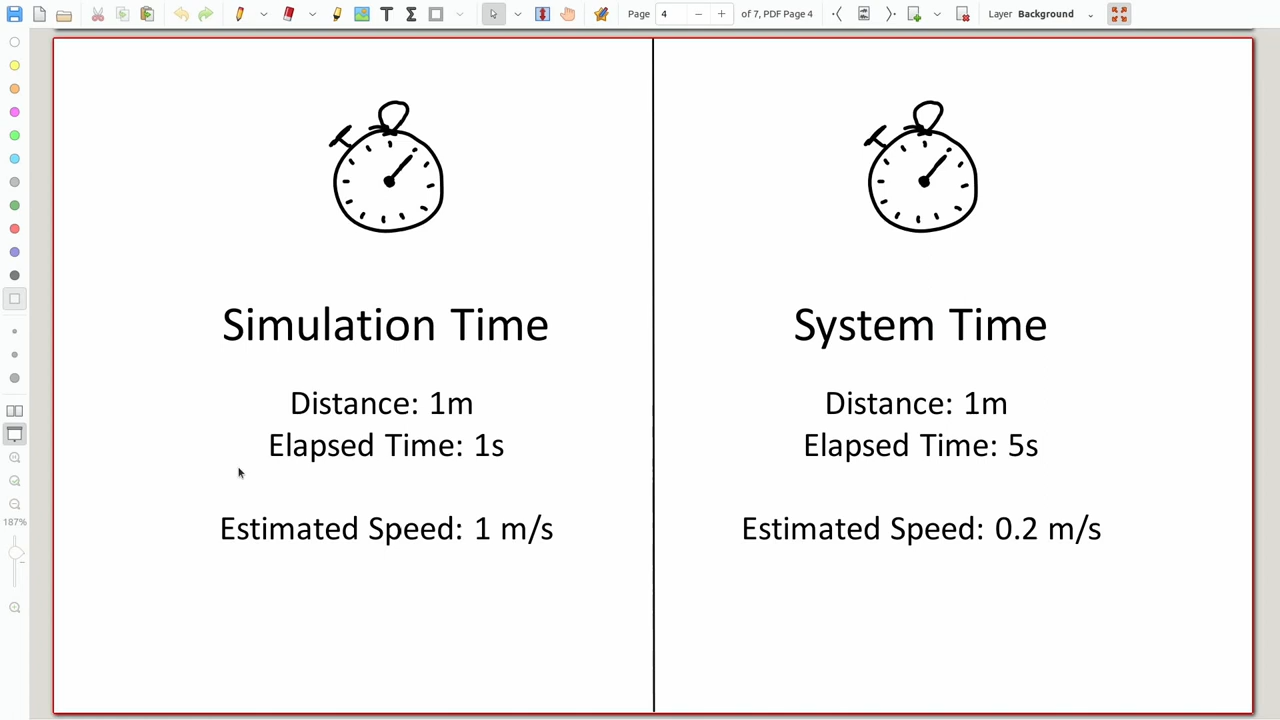 Page 4 of 7, PDF Page 4 Layer Background
187%
Simulation Time
Distance: 1m
Elapsed Time: 1s
Estimated Speed: 1 m/s
System Time
Distance: 1m
Elapsed Time: 5s
Estimated Speed: 0.2 m/s